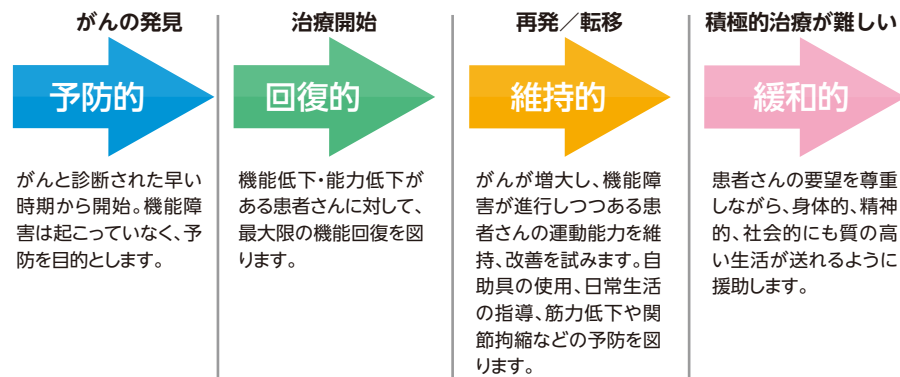 がんの発見
予防的
がんと診断された早い
時期から開始。機能障
害は起こっていなく、予
防を目的とします。
治療開始
回復的
機能低下・能力低下が
ある患者さんに対して、
最大限の機能回復を図
ります。
再発／転移
維持的
がんが増大し、機能障
害が進行しつつある患
者さんの運動能力を維
持、改善を試みます。自
助具の使用、日常生活
の指導、筋力低下や関
節拘縮などの予防を図
ります。
積極的治療が難しい
緩和的
患者さんの要望を尊重
しながら、身体的、精神
的、社会的にも質の高
い生活が送れるように
援助します。